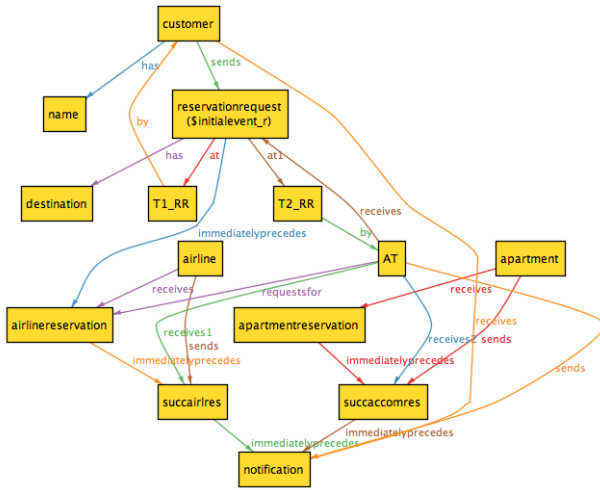 customer
has
sends
name
reservationrequest
($initialevent_r)
by
has
at
at1
destination
T1_RR
T2_RR
receives
by
immediatelyprecedes
airline
AT
apartment
receives
requestsfor
receives
airlinereservation
apartmentreservation
receives
receives1
sends
receives2
sends
immediatelyprecedes
immediatelyprecedes
sends
succairlres
succaccomres
immediatelyprecedes
immediatelyprecedes
notification